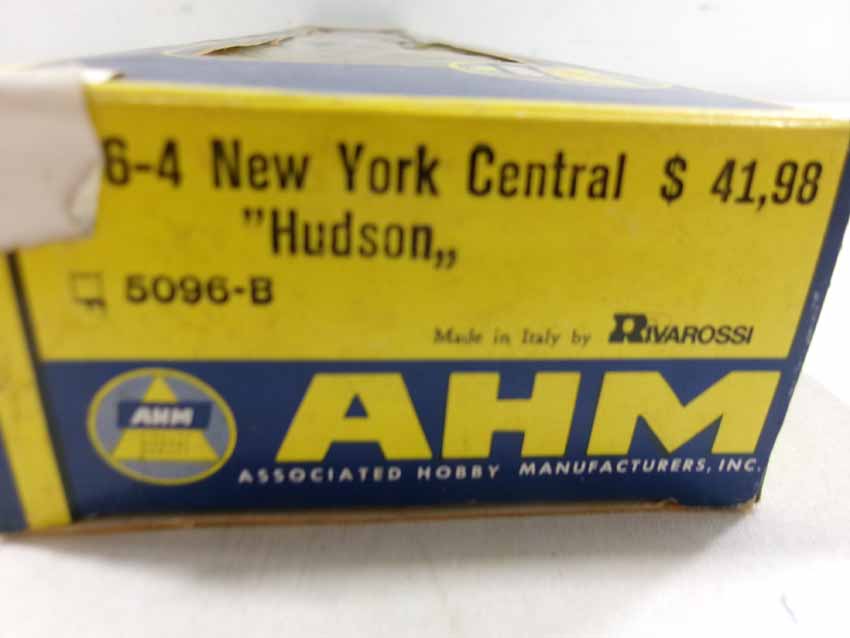 6-4 New York Central $ 41,98
"Hudson„
5096-B
Made in Italy by RIVAROSSI
AHM
AHM
ASSOCIATED HOBBY MANUFACTURERS, INC.